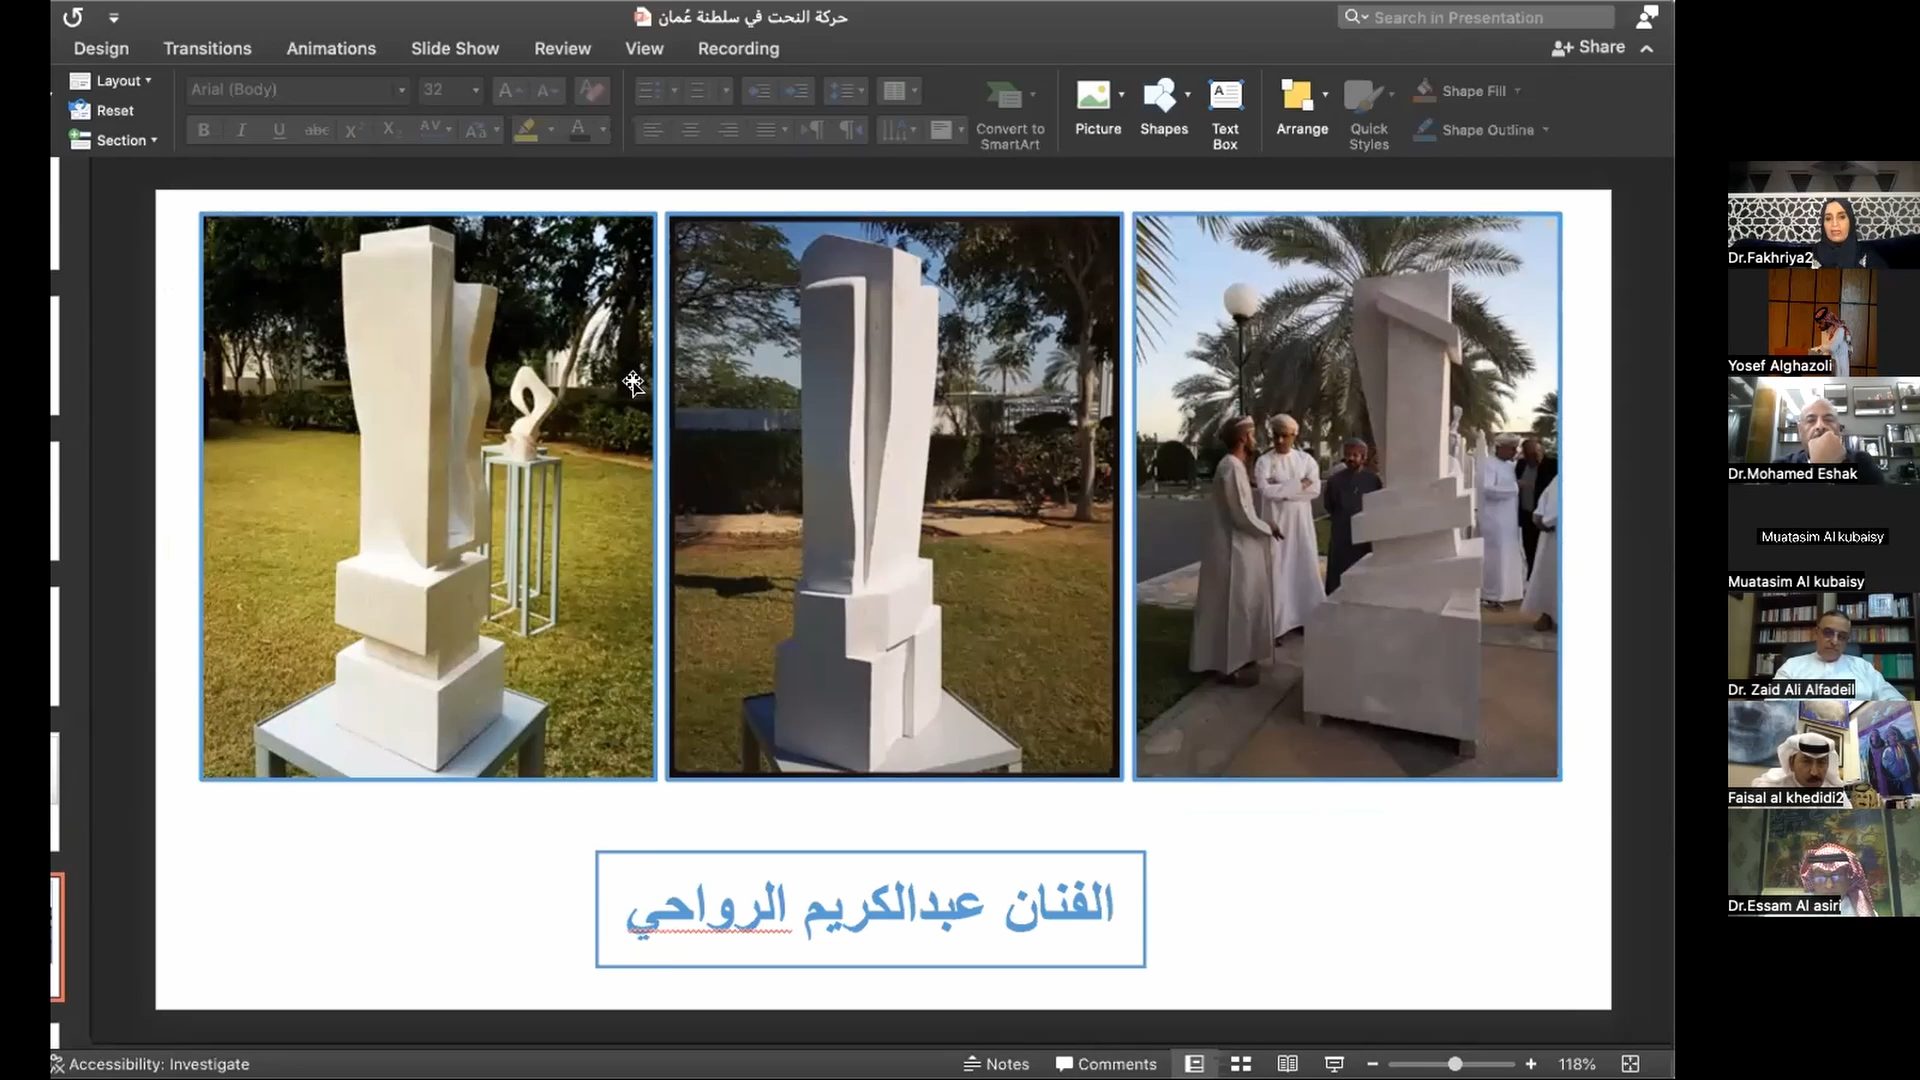 حركة النحت في سلطنة عُمان
Search in Presentation
Design Transitions Animations Slide Show Review View Recording
Share
Layout
Reset
Section
Arial (Body) 32
Convert to SmartArt
Picture
Shapes
Text Box
Arrange
Quick Styles
Shape Fill
Shape Outline
الفنان عبدالكريم الرواحي
Dr.Fakhriya2
Yosef Alghazoli
Dr.Mohamed Eshak
Muatasim Al kubaisy
Muatasim Al kubaisy
Dr. Zaid Ali Alfadeil
Faisal al khedidi2
Dr.Essam Al asiri
Accessibility: Investigate
Notes Comments 118%